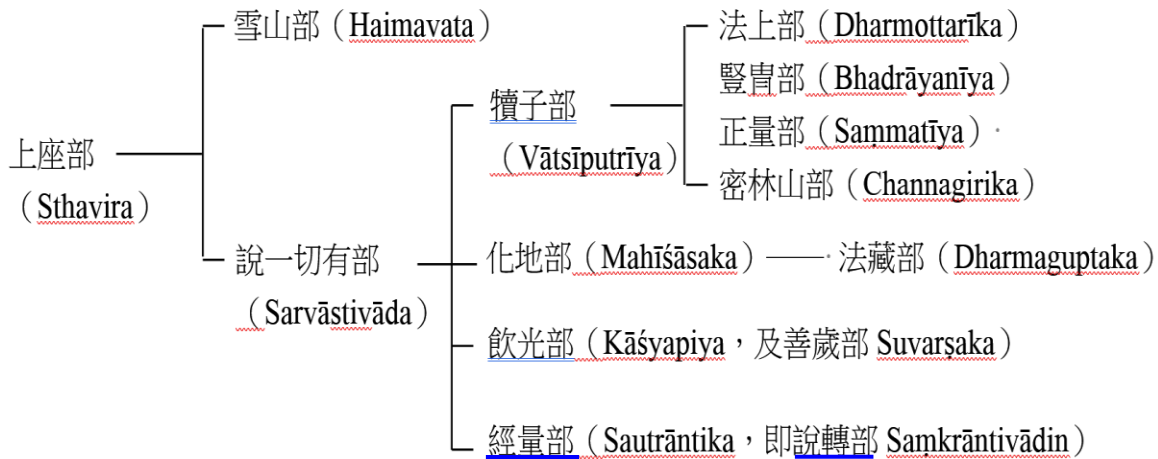 雪山部（Haimavata）
法上部（Dharmottarīka）
豎冑部（Bhadrāyanīya）
犢子部
正量部（Saṃmatīya）
（Vātsīputrīya）
上座部
密林山部（Channagirika）
（Sthavira）
說一切有部
化地部（Mahīśāsaka）
法藏部（Dharmaguptaka）
（Sarvāstivāda）
飲光部（Kāśyapiya，及善歲部 Suvarṣaka）
經量部（Sautrāntika，即說轉部 Saṃkrāntivādin）